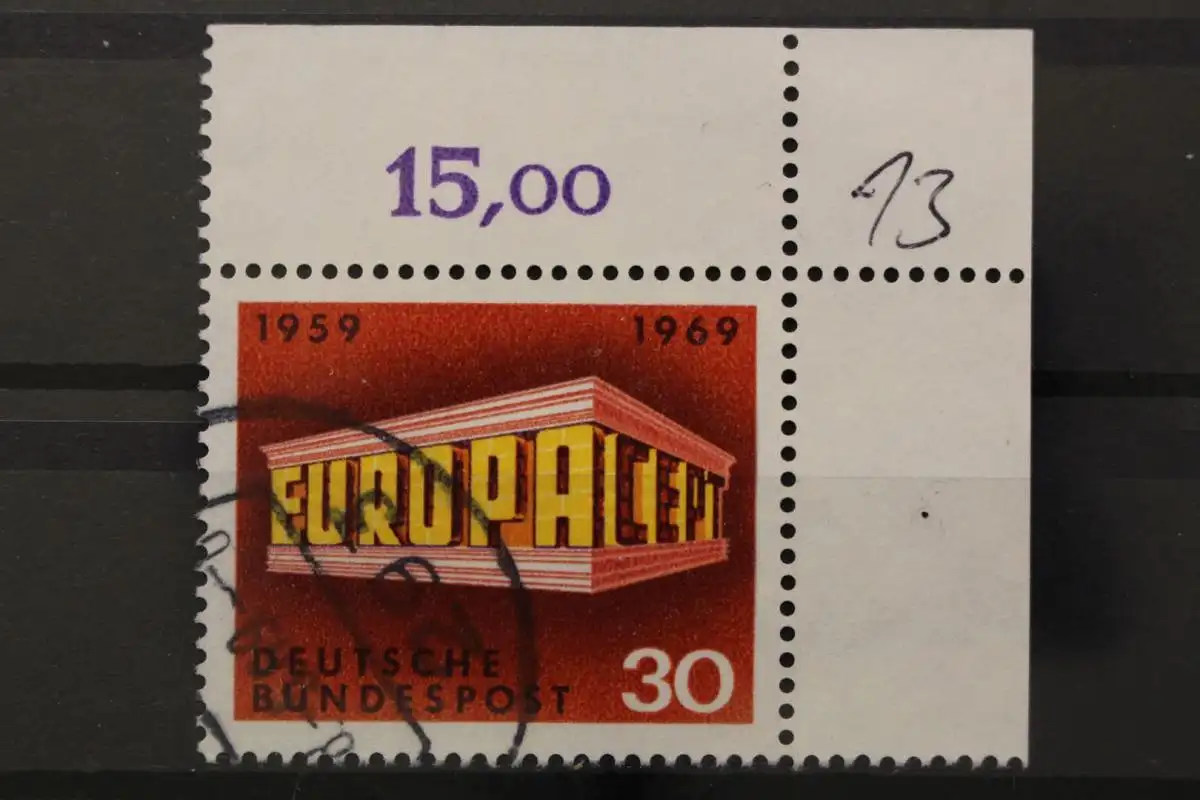 15,00
13
1959 1969
EUROPA CEPT
DEUTSCHE
BUNDESPOST
30